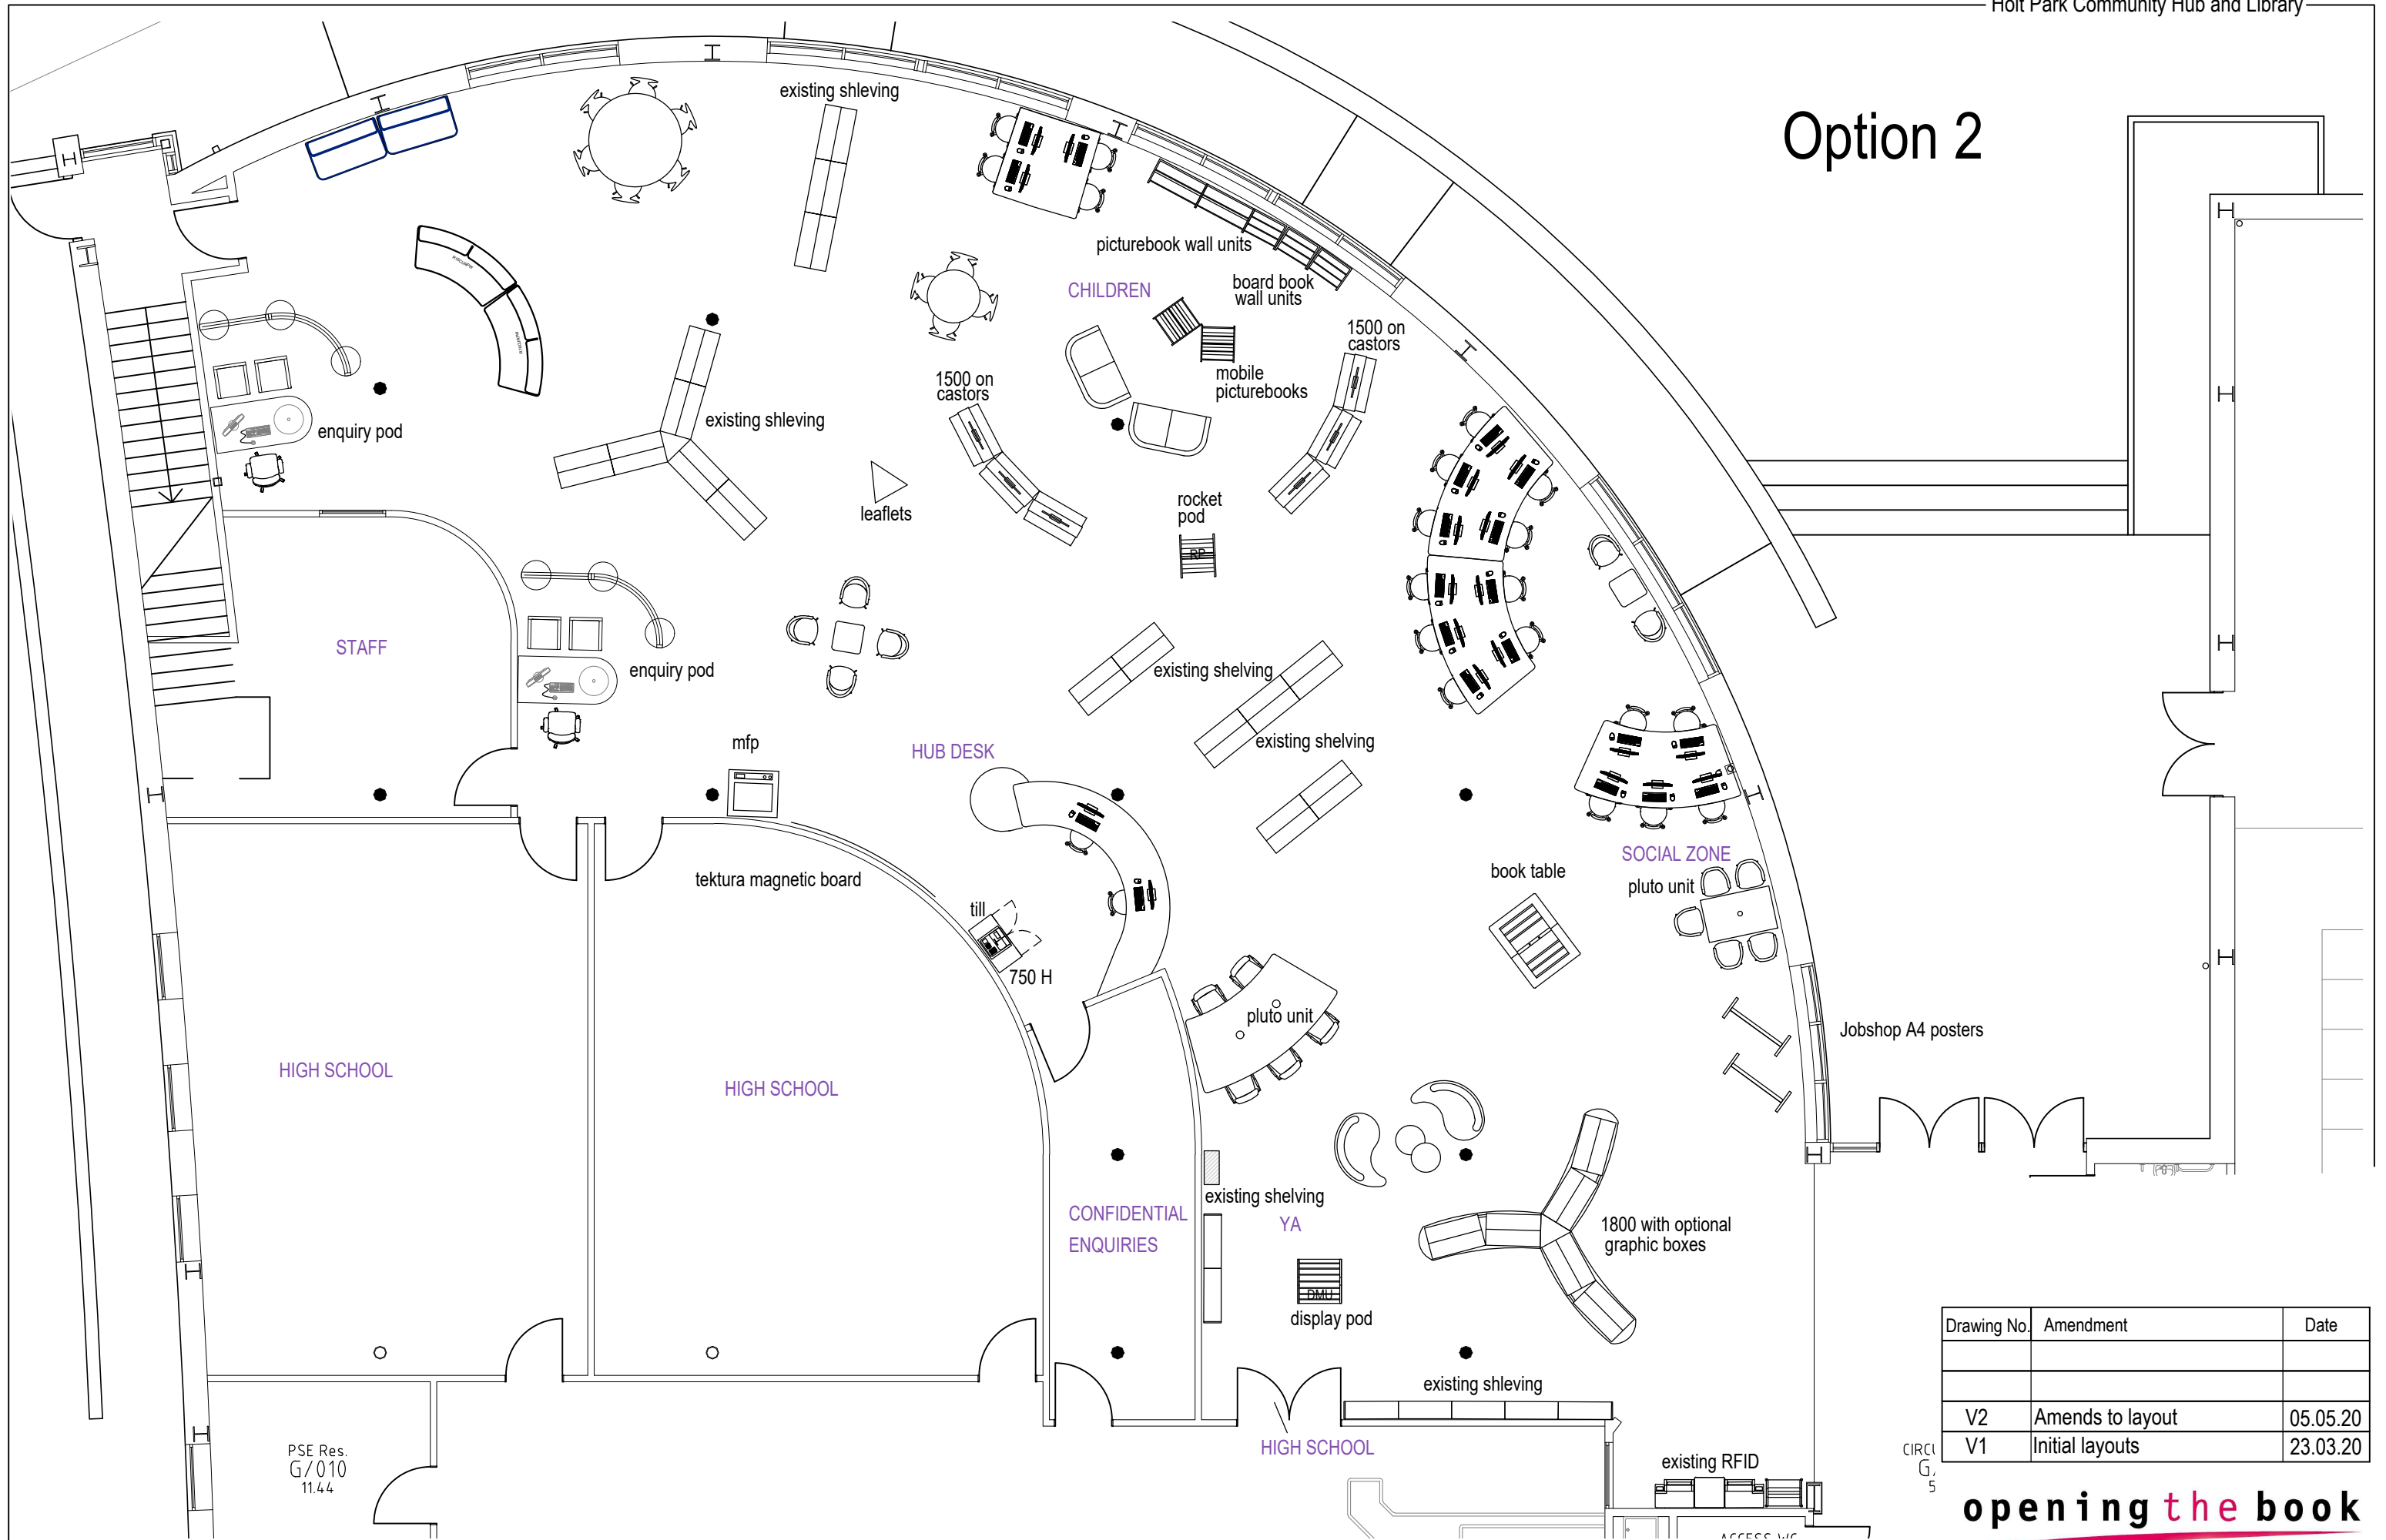 Holt Park Community Hub and Library
Option 2
existing shleving
picturebook wall units
CHILDREN
board book
wall units
1500 on
castors
mobile
picturebooks
1500 on
castors
existing shleving
enquiry pod
leaflets
rocket
pod
RP
STAFF
enquiry pod
existing shelving
mfp
HUB DESK
existing shelving
SOCIAL ZONE
book table
tektura magnetic board
pluto unit
till
750 H
pluto unit
Jobshop A4 posters
HIGH SCHOOL
HIGH SCHOOL
existing shelving
CONFIDENTIAL
ENQUIRIES
YA
1800 with optional
graphic boxes
DMU
display pod
existing shleving
HIGH SCHOOL
existing RFID
PSE Res.
G/010
11.44
ACCESS WC
Drawing No. Amendment Date
V2 Amends to layout 05.05.20
V1 Initial layouts 23.03.20
opening the book